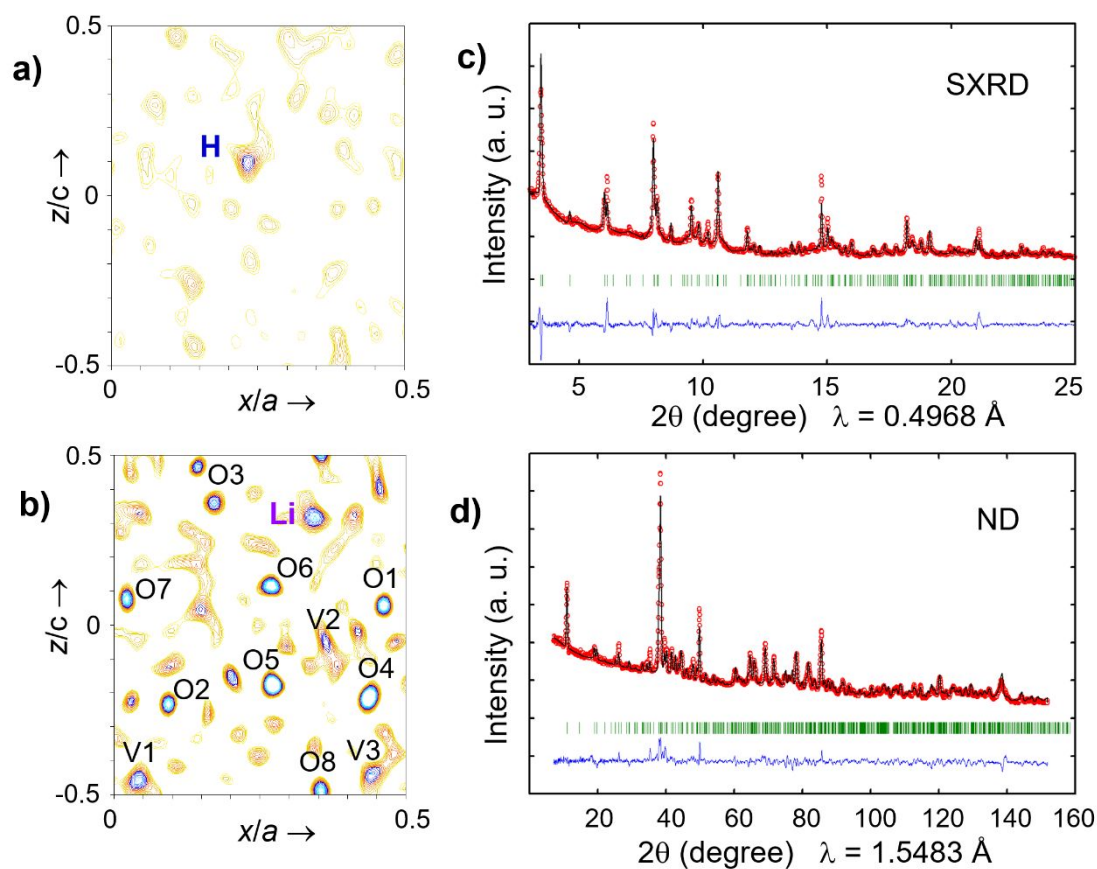 a)
0.5
H
z/c →
0
-0.5
0
x/a →
0.5
b)
0.5
O3
Li
O7
O6
O1
z/c →
0
V2
O5
O4
O2
V1
O8
V3
-0.5
0
x/a →
0.5
c)
SXRD
Intensity (a. u.)
5 10 15 20 25
2θ (degree) λ = 0.4968 Å
d)
ND
Intensity (a. u.)
20 40 60 80 100 120 140 160
2θ (degree) λ = 1.5483 Å